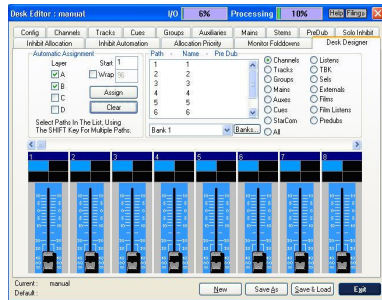 Desk Editor : manual I/O 6% Processing 10% Help Filing
Config Channels Tracks Cues Groups Auxiliaries Mains Stems PreDub Solo Inhibit
Inhibit Allocation Inhibit Automation Allocation Priority Monitor Folddowns Desk Designer
Automatic Assignment Path - Name - Pre Dub
Layer Start 1
A Wrap 96
B
C
D
Assign
Clear
Select Paths In The List, Using
The SHIFT Key For Multiple Paths.
1 1
2 2
3 3
4 4
5 5
6 6
Bank 1 Banks...
Channels Listens
Tracks TBK
Groups Sels
Mains Externals
Auxes Films
Cues Film Listens
StarCom Predubs
All
1 2 3 4 5 6 7 8
Current: manual
Default:
New Save As Save & Load Exit